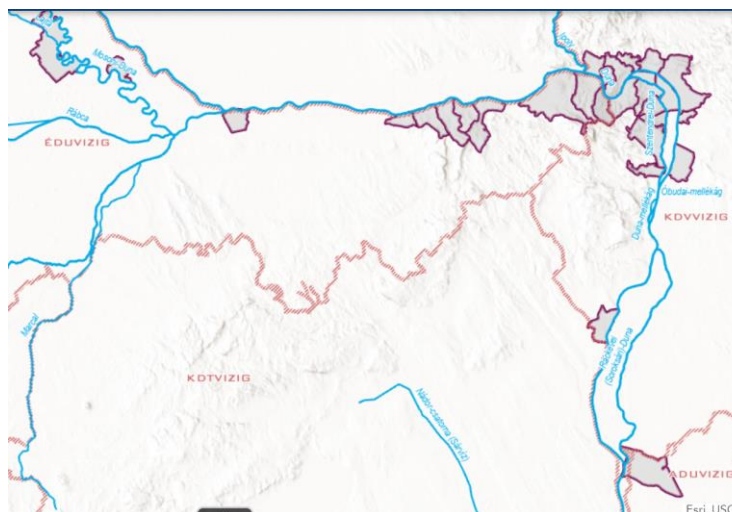 Mosoni-Duna
Rábca
ÉDUVIZIG
Ipoly
Duna
Szentendrei-Duna
Óbudai-mellékág
Duna-mellékág
KDVVIZIG
Marcal
Ráckevei
(Soroksári)-Duna
KDTVIZIG
Nádor-csatorna (Sárvíz)
ADUVIZIG
Esri, USG